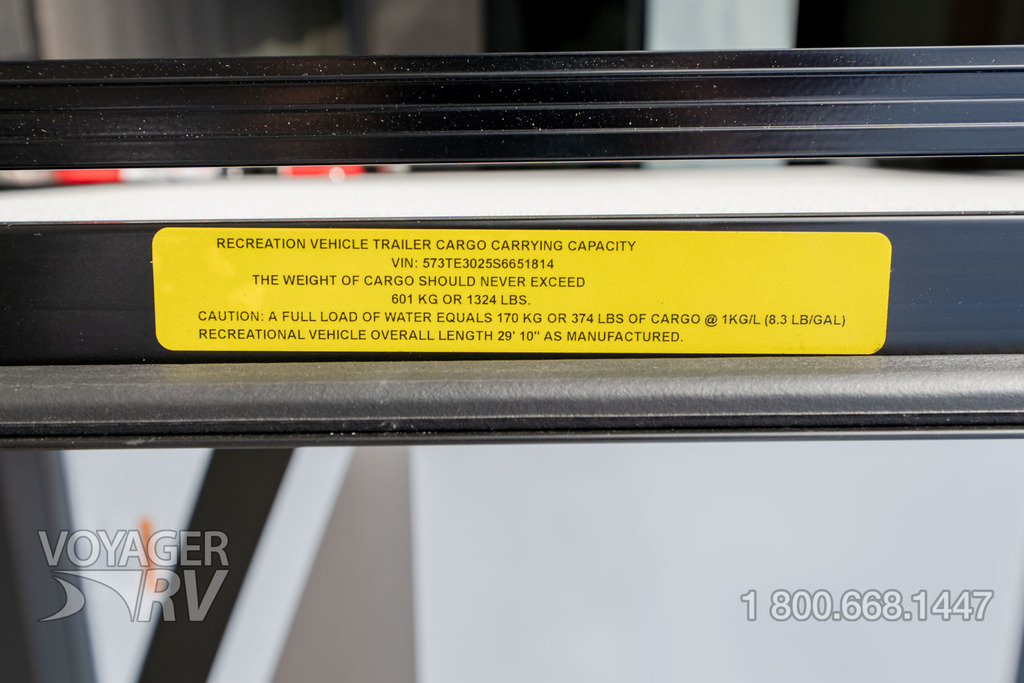 RECREATION VEHICLE TRAILER CARGO CARRYING CAPACITY
VIN: 573TE3025S6651814
THE WEIGHT OF CARGO SHOULD NEVER EXCEED
601 KG OR 1324 LBS.
CAUTION: A FULL LOAD OF WATER EQUALS 170 KG OR 374 LBS OF CARGO @ 1KG/L (8.3 LB/GAL)
RECREATIONAL VEHICLE OVERALL LENGTH 29' 10" AS MANUFACTURED.
VOYAGER
RV
1 800.668.1447